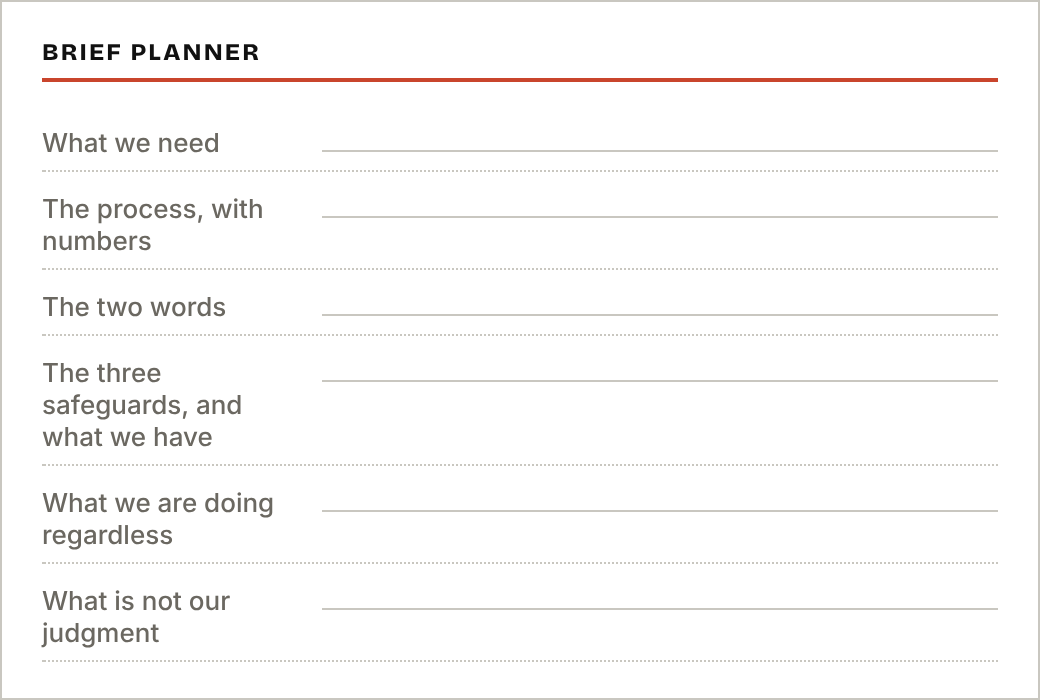 BRIEF PLANNER
What we need
The process, with
numbers
The two words
The three
safeguards, and
what we have
What we are doing
regardless
What is not our
judgment